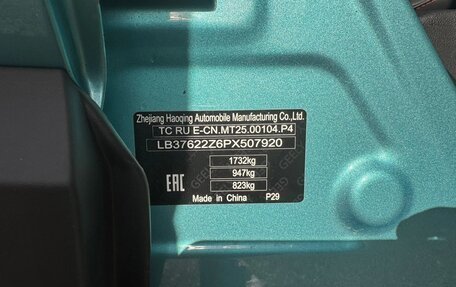 Zhejiang Haoqing Automobile Manufacturing Co.,Ltd.
TC RU E-CN.MT25.00104.P4
LB37622Z6PX507920
1732kg
947kg
EAC 823kg
Made in China P29